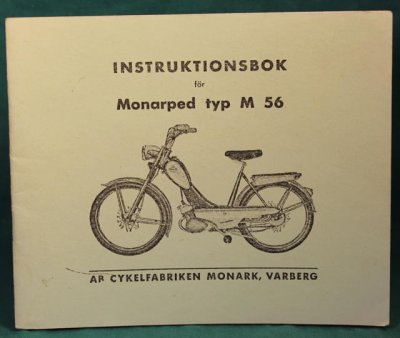 INSTRUKTIONSBOK
för
Monarped typ M 56
AB CYKELFABRIKEN MONARK, VARBERG